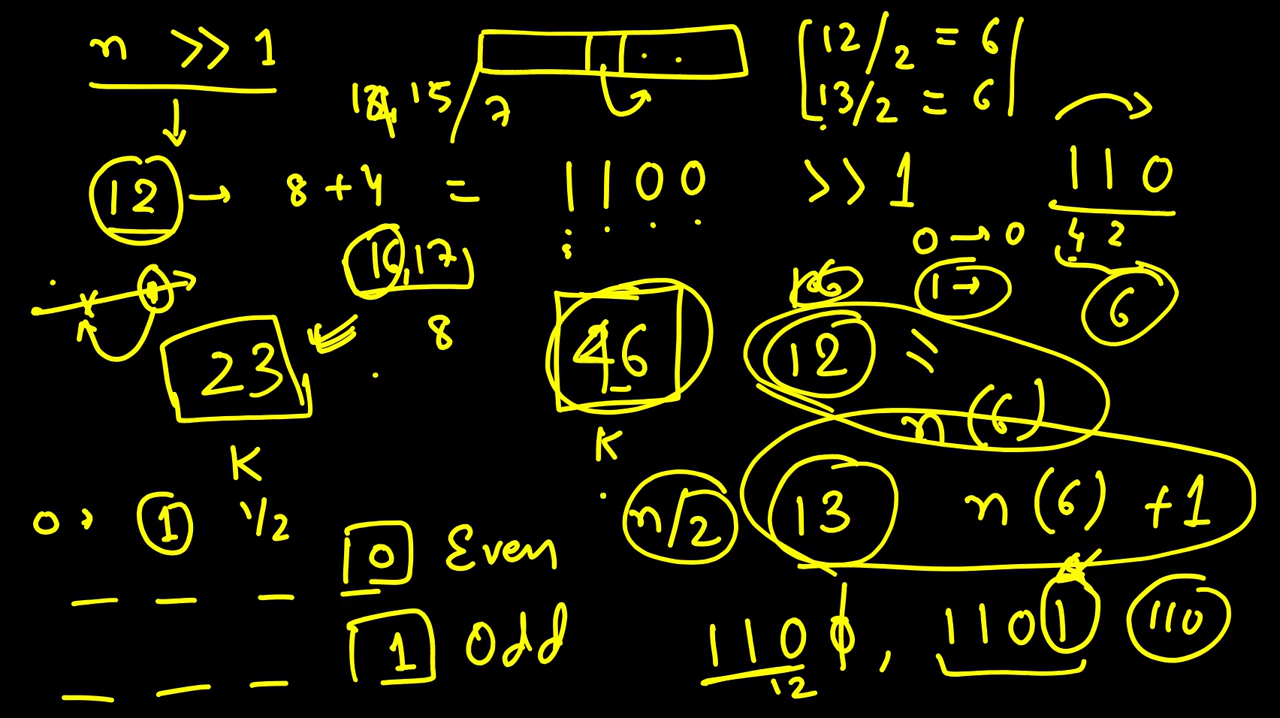 n >> 1
12/2 = 6
13/2 = 6
15/7
12 → 8 + 4 = 1100 >> 1 110
4 2
0 → 0
16,17
1 →
6
8
23
46
12 =
n (6)
K
K
n/2
13 n (6) + 1
0 > 1 1/2
0 Even
1 Odd
1100, 1101 110
12